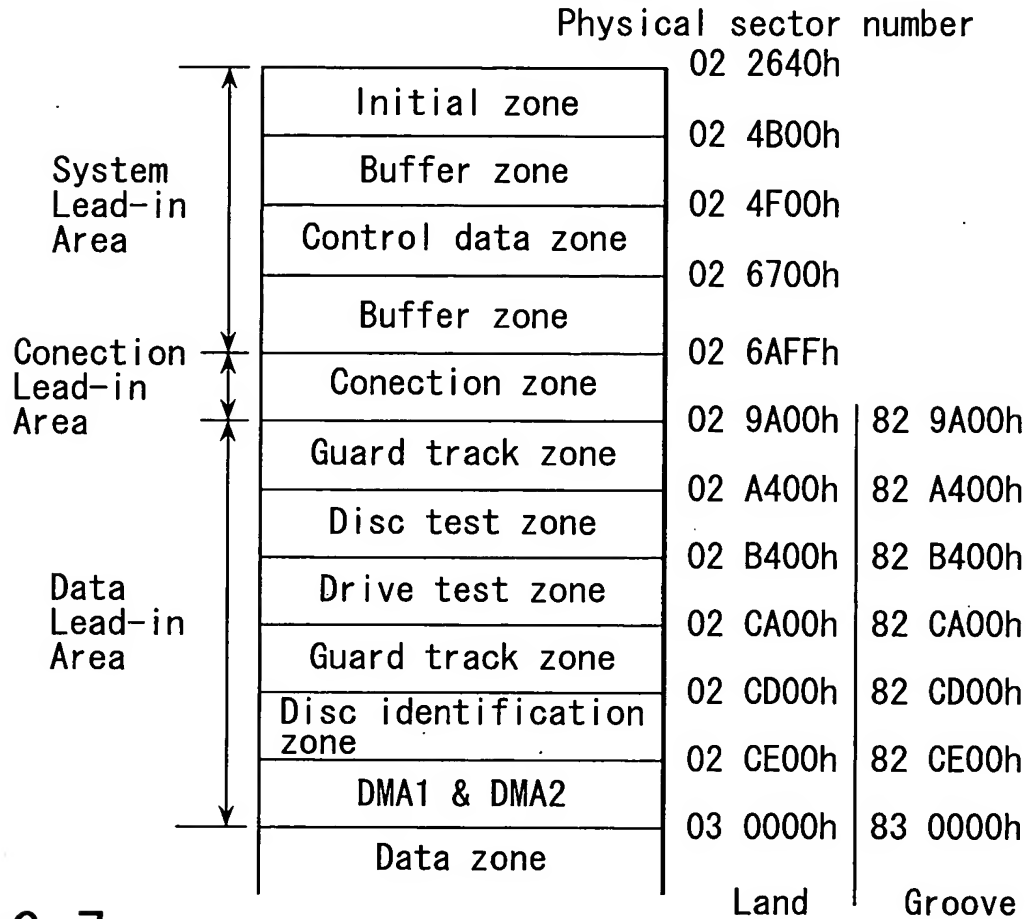 Physical sector number
02 2640h
Initial zone
02 4B00h
System
Lead-in
Area
Buffer zone
02 4F00h
Control data zone
02 6700h
Buffer zone
02 6AFFh
Conection
Lead-in
Area
Conection zone
02 9A00h 82 9A00h
Guard track zone
02 A400h 82 A400h
Disc test zone
02 B400h 82 B400h
Data
Lead-in
Area
Drive test zone
02 CA00h 82 CA00h
Guard track zone
02 CD00h 82 CD00h
Disc identification
zone
02 CE00h 82 CE00h
DMA1 & DMA2
03 0000h 83 0000h
Data zone
Land Groove